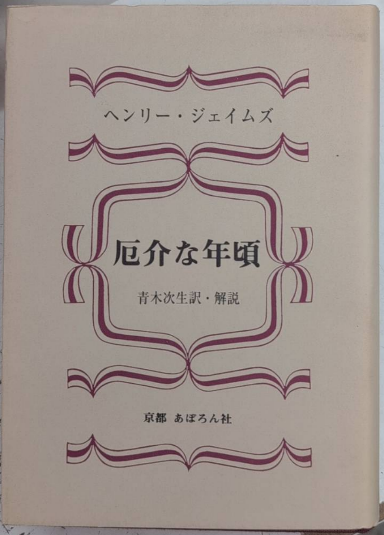 ヘンリー・ジェイムズ
厄介な年頃
青木次生訳・解説
京都 あぽろん社